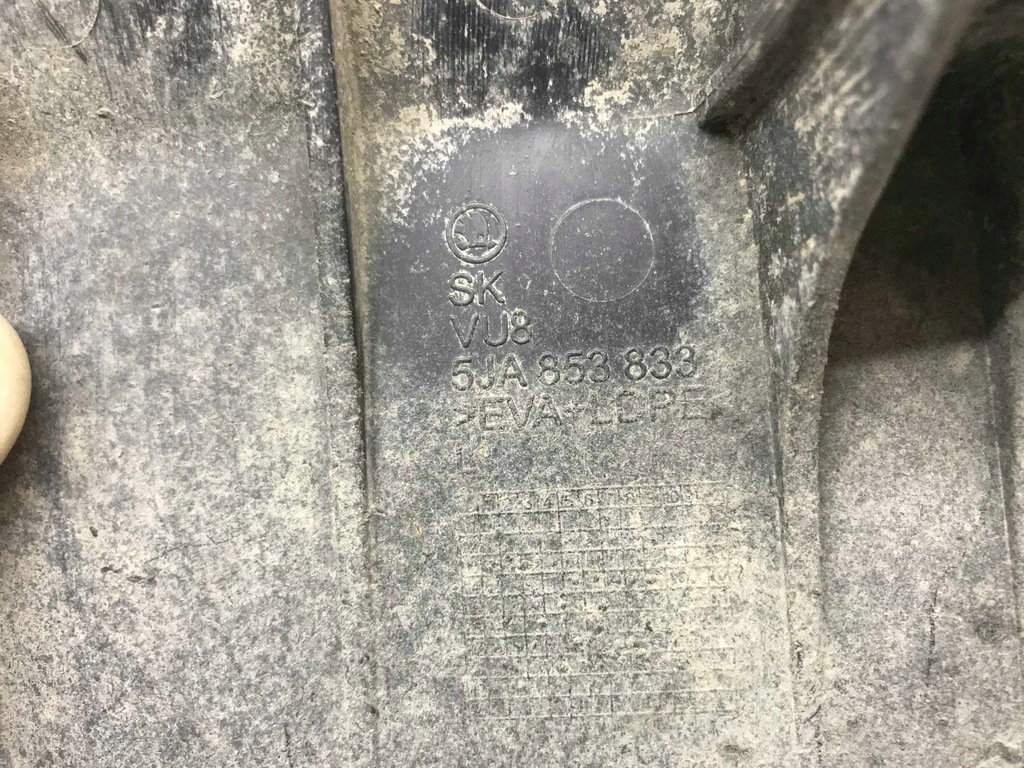 SK
VU8
5JA 853 833
>EVA+LDPE<
L